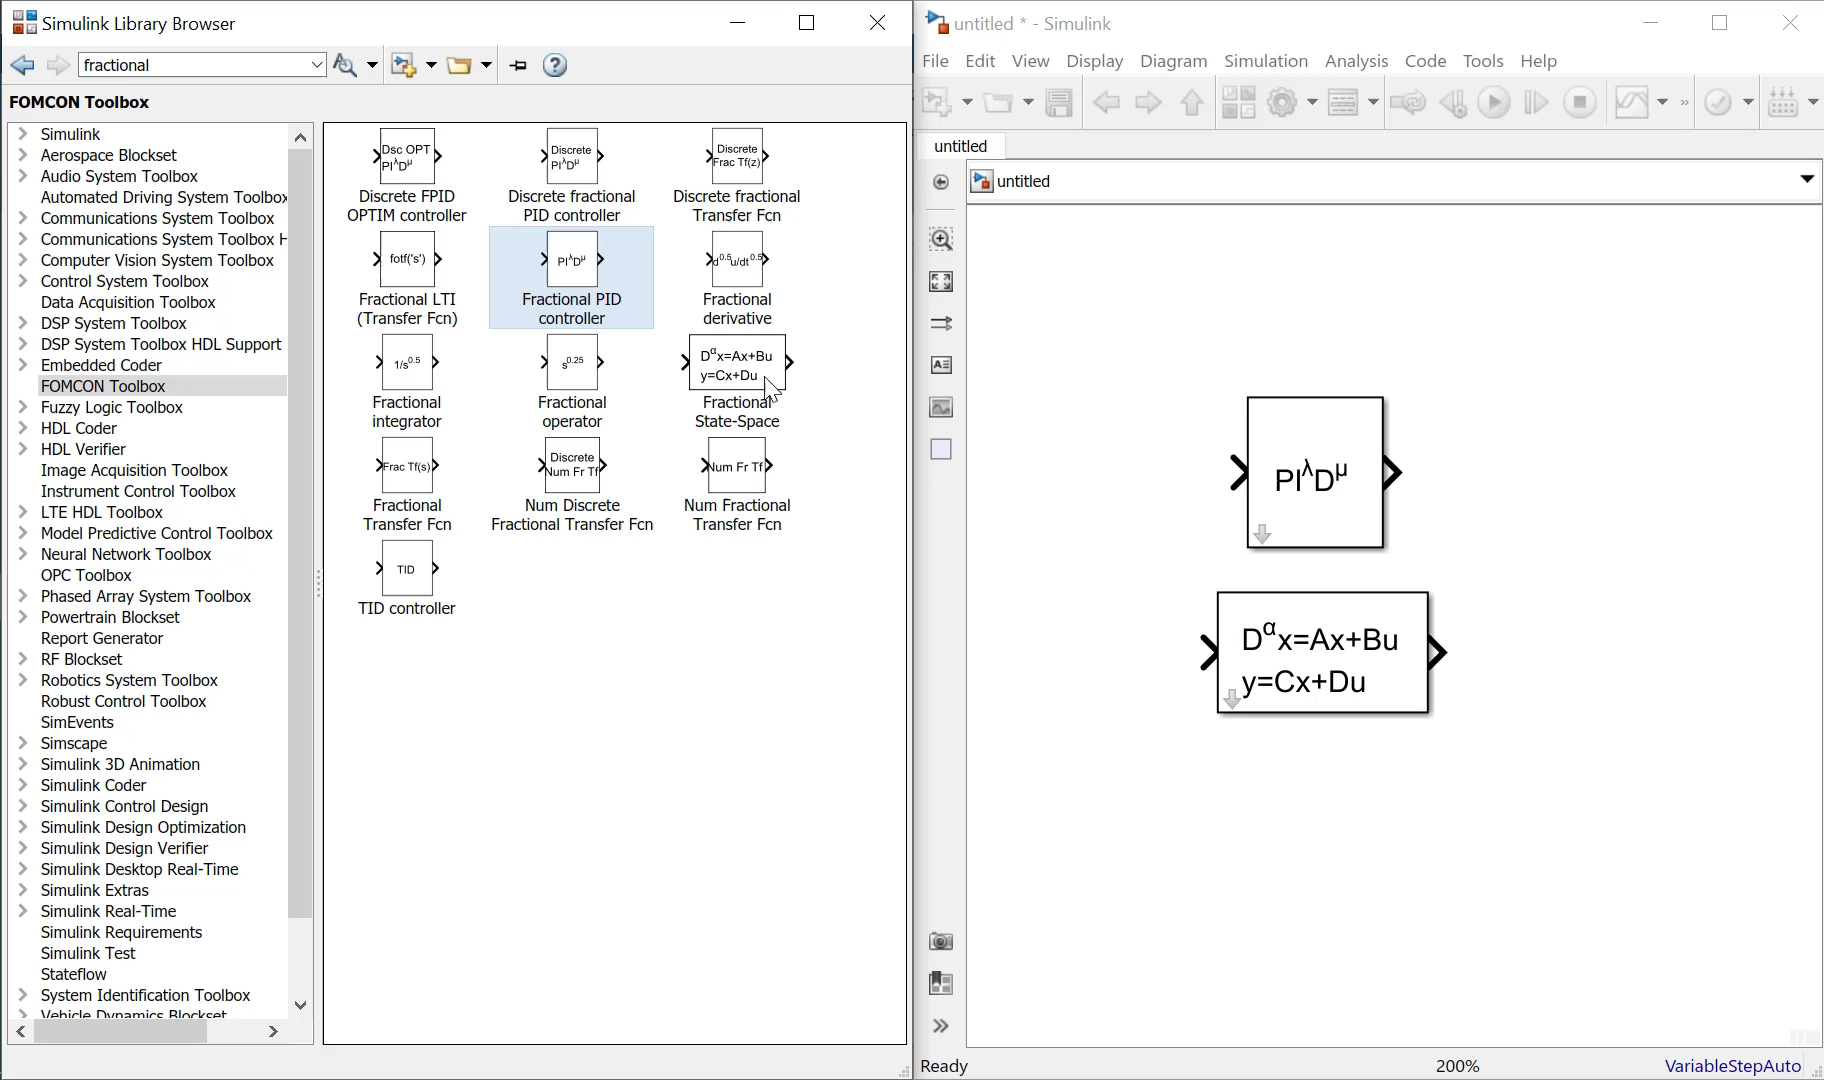 Simulink Library Browser
fractional
FOMCON Toolbox
Simulink
Aerospace Blockset
Audio System Toolbox
Automated Driving System Toolbox
Communications System Toolbox
Communications System Toolbox H
Computer Vision System Toolbox
Control System Toolbox
Data Acquisition Toolbox
DSP System Toolbox
DSP System Toolbox HDL Support
Embedded Coder
FOMCON Toolbox
Fuzzy Logic Toolbox
HDL Coder
HDL Verifier
Image Acquisition Toolbox
Instrument Control Toolbox
LTE HDL Toolbox
Model Predictive Control Toolbox
Neural Network Toolbox
OPC Toolbox
Phased Array System Toolbox
Powertrain Blockset
Report Generator
RF Blockset
Robotics System Toolbox
Robust Control Toolbox
SimEvents
Simscape
Simulink 3D Animation
Simulink Coder
Simulink Control Design
Simulink Design Optimization
Simulink Design Verifier
Simulink Desktop Real-Time
Simulink Extras
Simulink Real-Time
Simulink Requirements
Simulink Test
Stateflow
System Identification Toolbox
Vehicle Dynamics Blockset
Dsc OPT
PI^λD^μ
Discrete FPID
OPTIM controller
Discrete
PI^λD^μ
Discrete fractional
PID controller
Discrete
Frac Tf(z)
Discrete fractional
Transfer Fcn
fotf('s')
Fractional LTI
(Transfer Fcn)
PI^λD^μ
Fractional PID
controller
d^0.5u/dt^0.5
Fractional
derivative
1/s^0.5
Fractional
integrator
s^0.25
Fractional
operator
D^αx=Ax+Bu
y=Cx+Du
Fractional
State-Space
Frac Tf(s)
Fractional
Transfer Fcn
Discrete
Num Fr Tf
Num Discrete
Fractional Transfer Fcn
Num Fr Tf
Num Fractional
Transfer Fcn
TID
TID controller
untitled * - Simulink
File Edit View Display Diagram Simulation Analysis Code Tools Help
untitled
untitled
PI^λD^μ
D^αx=Ax+Bu
y=Cx+Du
Ready
200%
VariableStepAuto